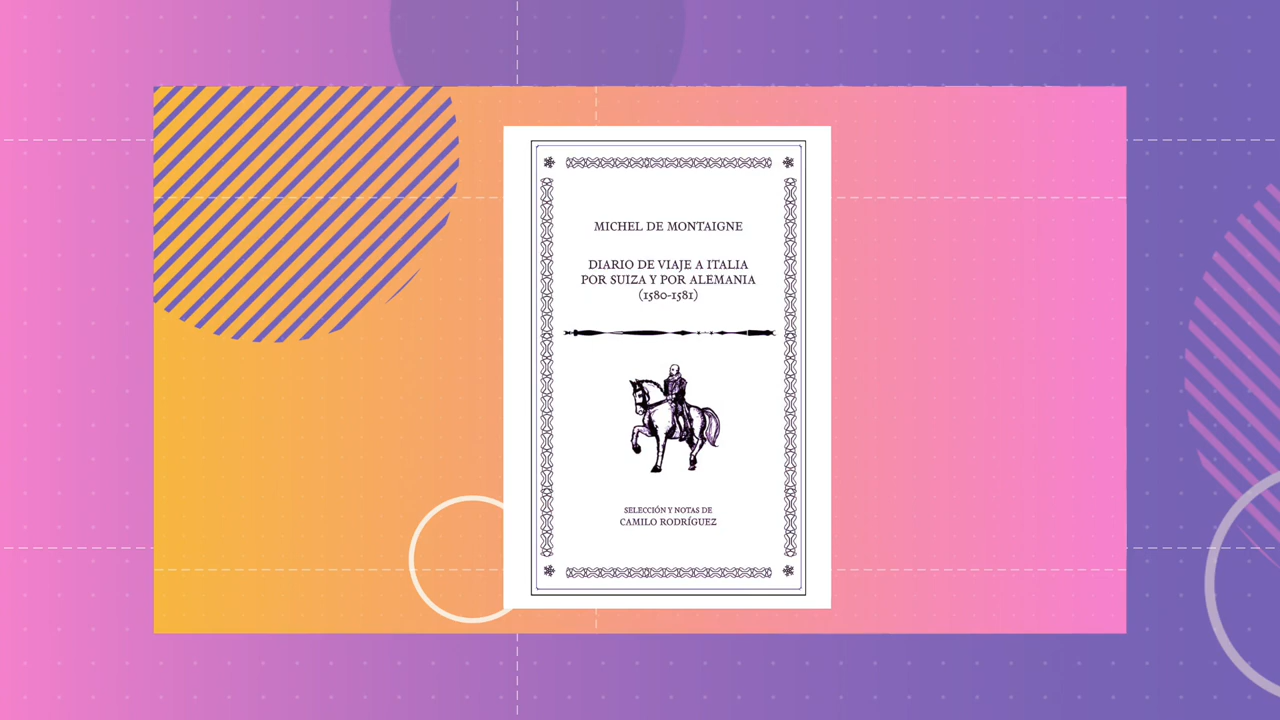 MICHEL DE MONTAIGNE
DIARIO DE VIAJE A ITALIA
POR SUIZA Y POR ALEMANIA
(1580-1581)
SELECCIÓN Y NOTAS DE
CAMILO RODRÍGUEZ